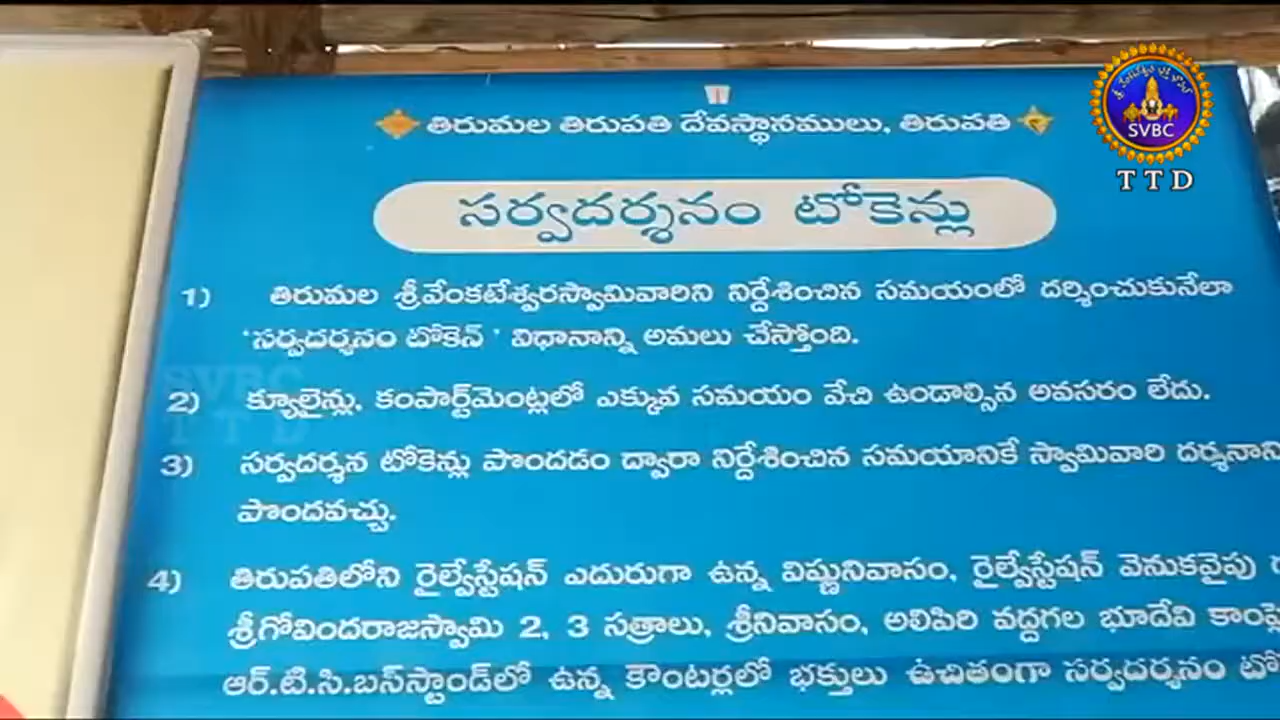 తిరుమల తిరుపతి దేవస్థానములు, తిరుపతి
SVBC
T T D
సర్వదర్శనం టోకెన్లు
1) తిరుమల శ్రీవేంకటేశ్వరస్వామివారిని నిర్దేశించిన సమయంలో దర్శించుకునేలా
'సర్వదర్శనం టోకెన్ ' విధానాన్ని అమలు చేస్తోంది.
SVBC
T T D
2) క్యూలైన్లు, కంపార్ట్‌మెంట్లలో ఎక్కువ సమయం వేచి ఉండాల్సిన అవసరం లేదు.
3) సర్వదర్శన టోకెన్లు పొందడం ద్వారా నిర్దేశించిన సమయానికే స్వామివారి
పొందవచ్చు.
4) తిరుపతిలోని రైల్వేస్టేషన్ ఎదురుగా ఉన్న విష్ణునివాసం, రైల్వేస్టేషన్ వెనుకవైపు
శ్రీగోవిందరాజస్వామి 2, 3 సత్రాలు, శ్రీనివాసం, అలిపిరి వద్దగల భూదేవి
ఆర్.టి.సి.బస్‌స్టాండ్‌లో ఉన్న కౌంటర్లలో భక్తులు ఉచితంగా సర్వదర్శనం